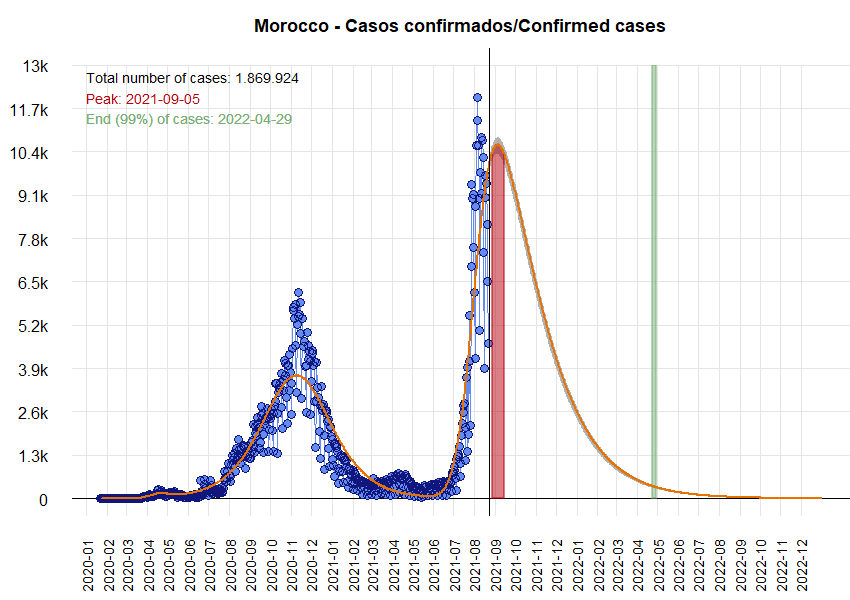 Morocco - Casos confirmados/Confirmed cases
13k
Total number of cases: 1.869.924
Peak: 2021-09-05
End (99%) of cases: 2022-04-29
11.7k
10.4k
9.1k
7.8k
6.5k
5.2k
3.9k
2.6k
1.3k
0
2020-01
2020-02
2020-03
2020-04
2020-05
2020-06
2020-07
2020-08
2020-09
2020-10
2020-11
2020-12
2021-01
2021-02
2021-03
2021-04
2021-05
2021-06
2021-07
2021-08
2021-09
2021-10
2021-11
2021-12
2022-01
2022-02
2022-03
2022-04
2022-05
2022-06
2022-07
2022-08
2022-09
2022-10
2022-11
2022-12